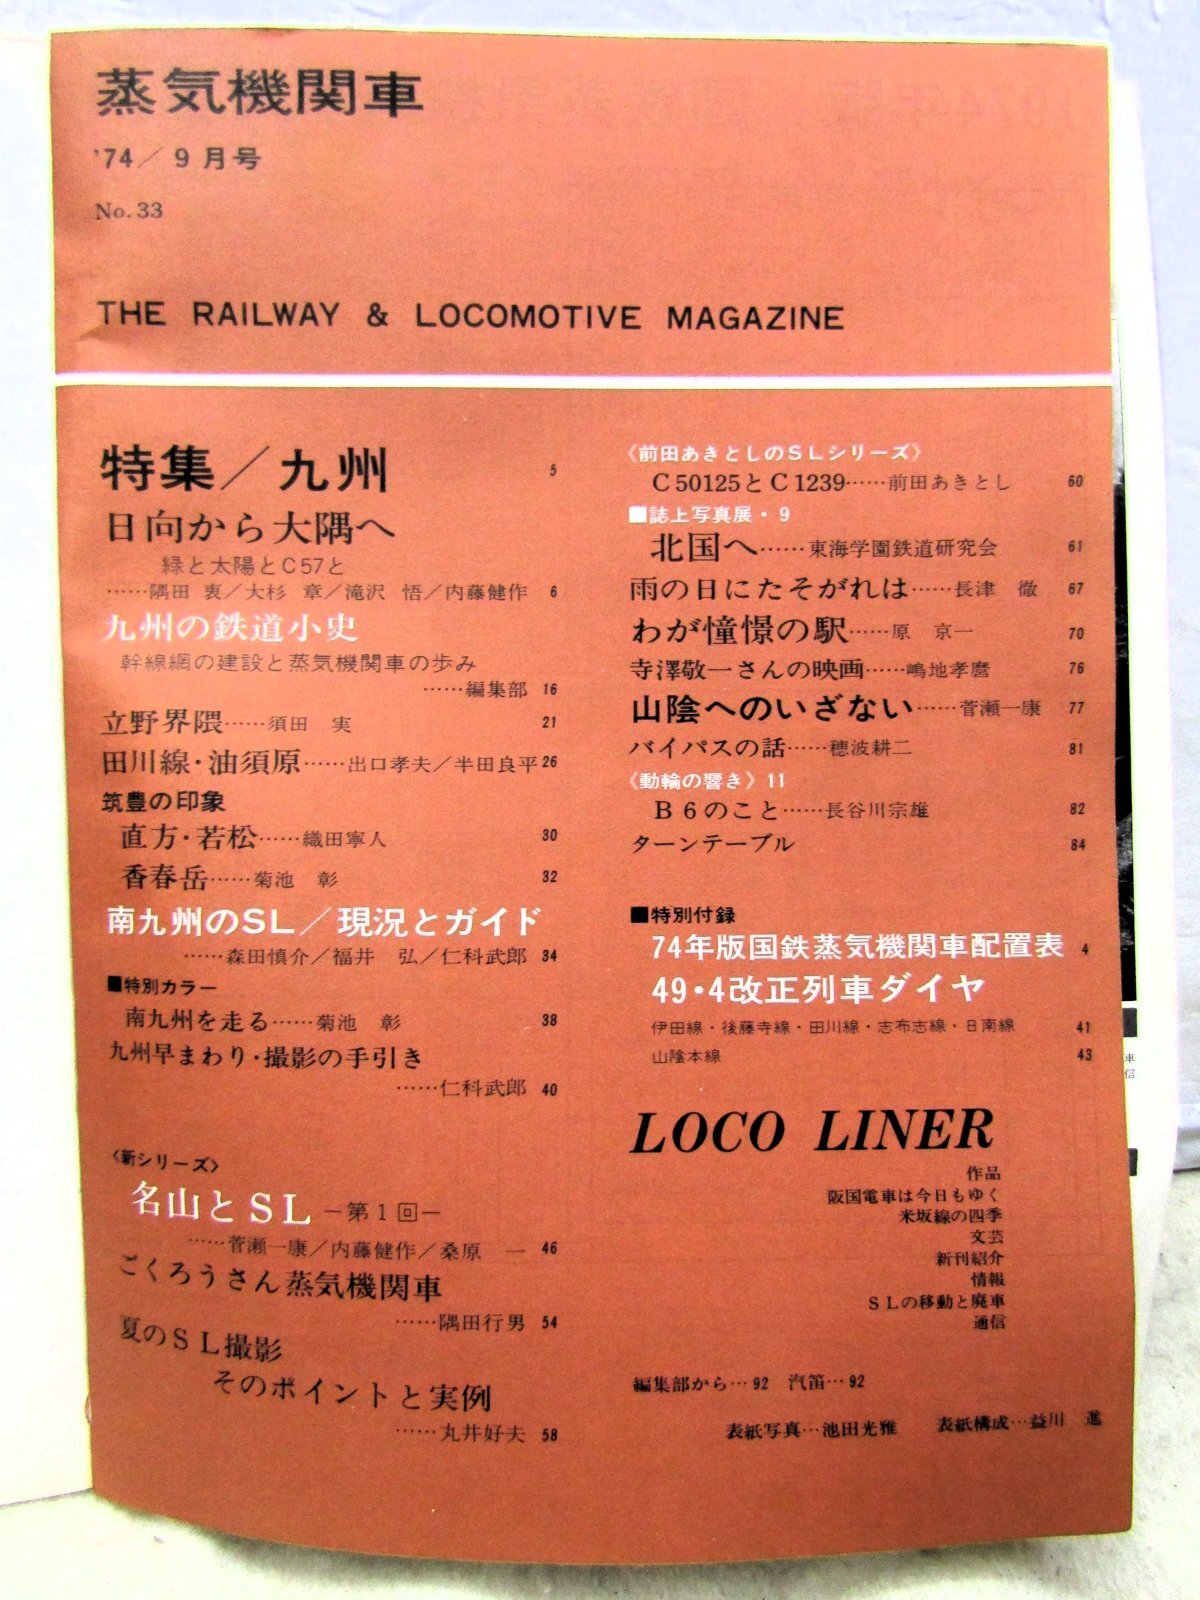 蒸気機関車
'74／9月号
No.33
THE RAILWAY & LOCOMOTIVE MAGAZINE
特集／九州 5
日向から大隅へ
緑と太陽とC57と
……隅田 衷／大杉 章／滝沢 悟／内藤健作 6
九州の鉄道小史
幹線網の建設と蒸気機関車の歩み
……編集部 16
立野界隈……須田 実 21
田川線・油須原……出口孝夫／半田良平 26
筑豊の印象
直方・若松……織田寧人 30
香春岳……菊池 彰 32
南九州のSL／現況とガイド
……森田慎介／福井 弘／仁科武郎 34
■特別カラー
南九州を走る……菊池 彰 38
九州早まわり・撮影の手引き
……仁科武郎 40
〈新シリーズ〉
名山とSL －第1回－
……菅瀬一康／内藤健作／桑原 一 46
ごくろうさん蒸気機関車
……隅田行男 54
夏のSL撮影
そのポイントと実例
……丸井好夫 58
《前田あきとしのSLシリーズ》
C50125とC1239……前田あきとし 60
■誌上写真展・9
北国へ……東海学園鉄道研究会 61
雨の日にたそがれは……長津 徹 67
わが憧憬の駅……原 京一 70
寺澤敬一さんの映画……嶋地孝麿 76
山陰へのいざない……菅瀬一康 77
バイパスの話……穂波耕二 81
《動輪の響き》11
B6のこと……長谷川宗雄 82
ターンテーブル 84
■特別付録
74年版国鉄蒸気機関車配置表 4
49・4改正列車ダイヤ
伊田線・後藤寺線・田川線・志布志線・日南線 41
山陰本線 43
LOCO LINER
作品
阪国電車は今日もゆく
米坂線の四季
文芸
新刊紹介
情報
SLの移動と廃車
通信
編集部から…92 汽笛…92
表紙写真…池田光雅 表紙構成…益川 進
車
信